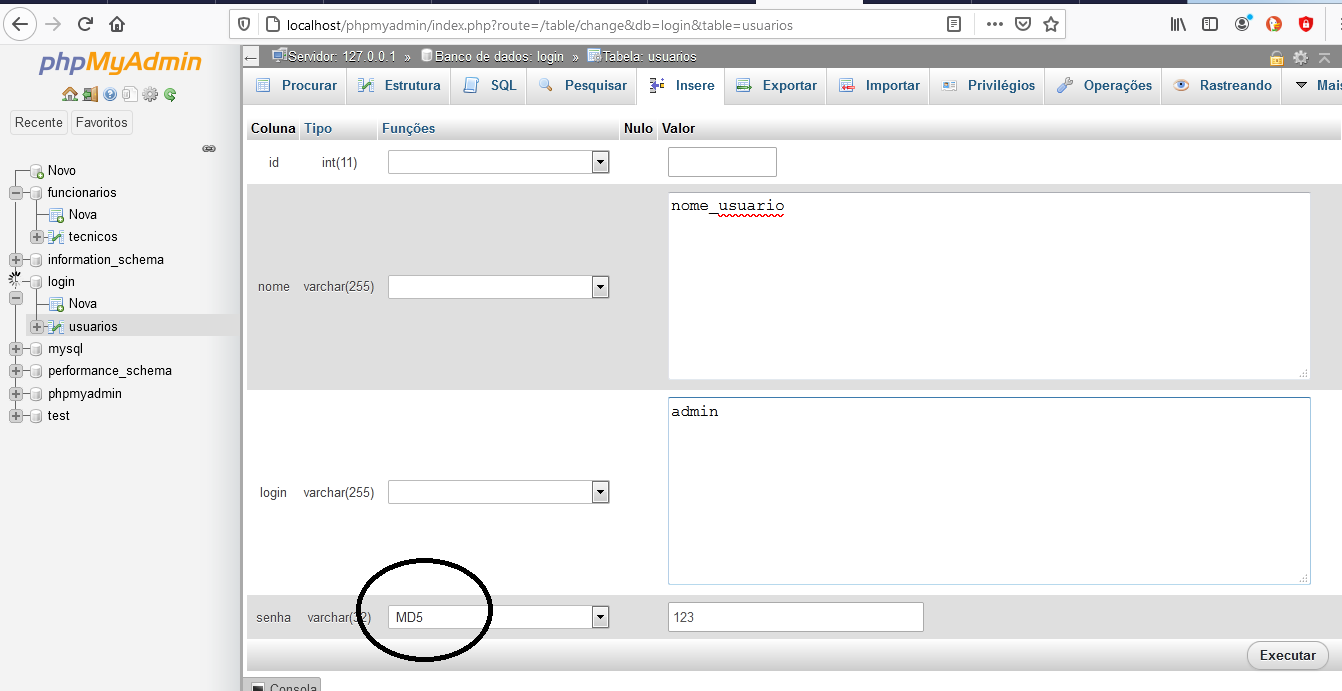 localhost/phpmyadmin/index.php?route=/table/change&db=login&table=usuarios
phpMyAdmin
Recente Favoritos
Novo
funcionarios
Nova
tecnicos
information_schema
login
Nova
usuarios
mysql
performance_schema
phpmyadmin
test
Servidor: 127.0.0.1 » Banco de dados: login » Tabela: usuarios
Procurar Estrutura SQL Pesquisar Insere Exportar Importar Privilégios Operações Rastreando Mais
Coluna Tipo Funções Nulo Valor
id int(11)
nome varchar(255) nome_usuario
login varchar(255) admin
senha varchar(32) MD5 123
Executar
Consola